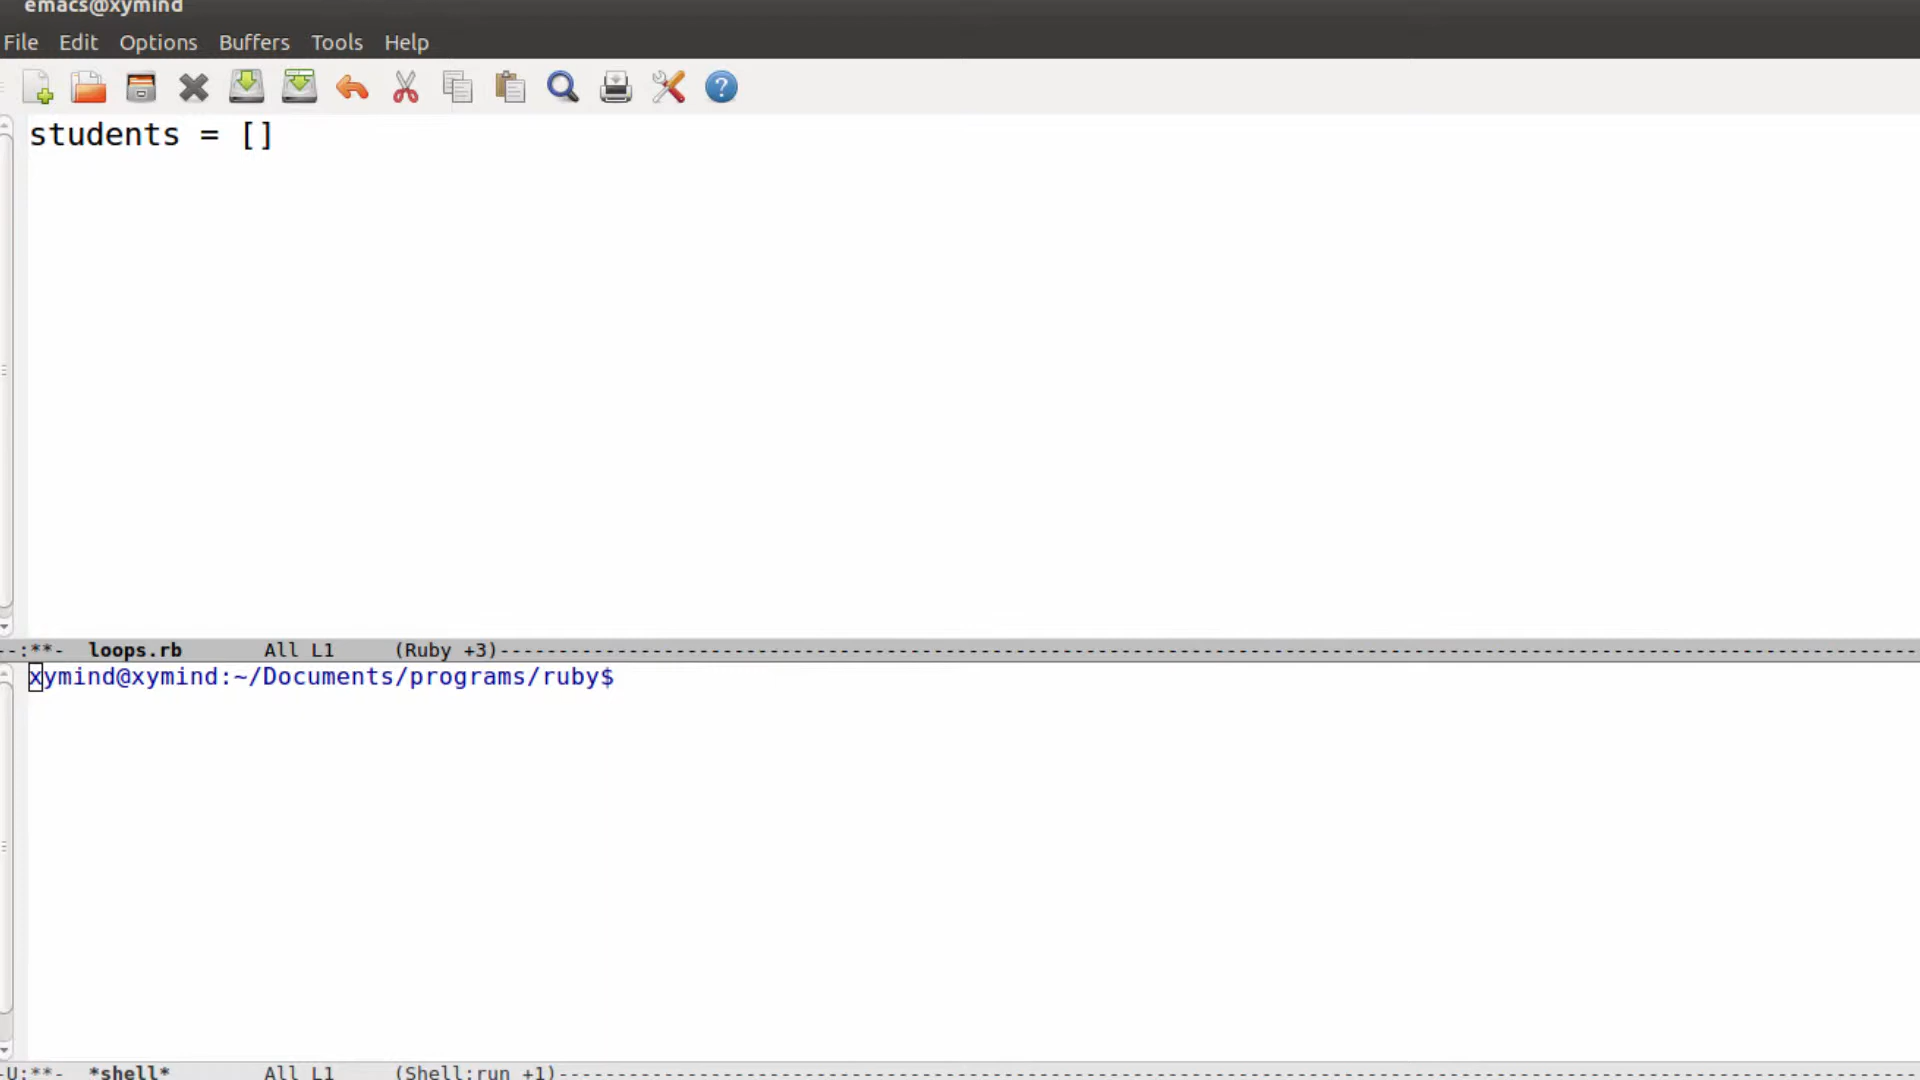 emacs@xymind
File Edit Options Buffers Tools Help
students = []
--:**-  loops.rb       All L1     (Ruby +3)------------------------------------------------------------------------------------------------------------------------
xymind@xymind:~/Documents/programs/ruby$
-U:**-  *shell*        All L1     (Shell:run +1)-------------------------------------------------------------------------------------------------------------------